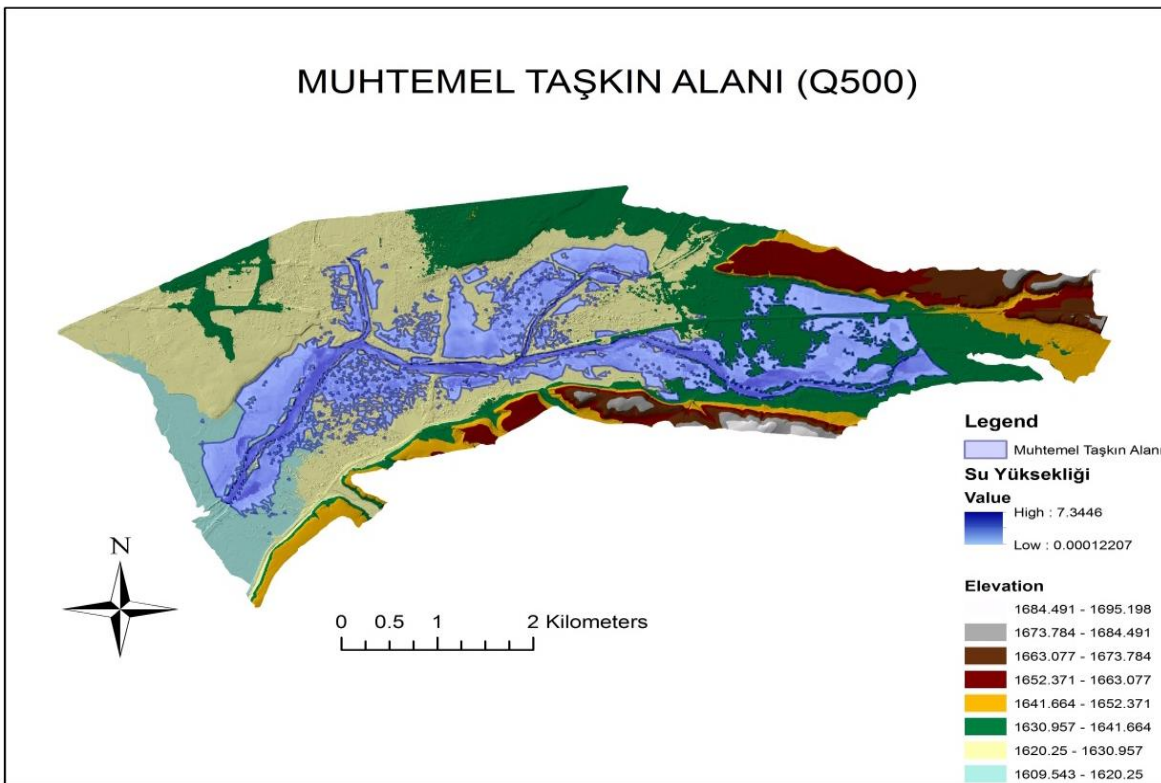 MUHTEMEL TAŞKIN ALANI (Q500)
Legend
Muhtemel Taşkın Alanı
Su Yüksekliği
Value
High : 7.3446
Low : 0.00012207
N
0 0.5 1 2 Kilometers
Elevation
1684.491 - 1695.198
1673.784 - 1684.491
1663.077 - 1673.784
1652.371 - 1663.077
1641.664 - 1652.371
1630.957 - 1641.664
1620.25 - 1630.957
1609.543 - 1620.25